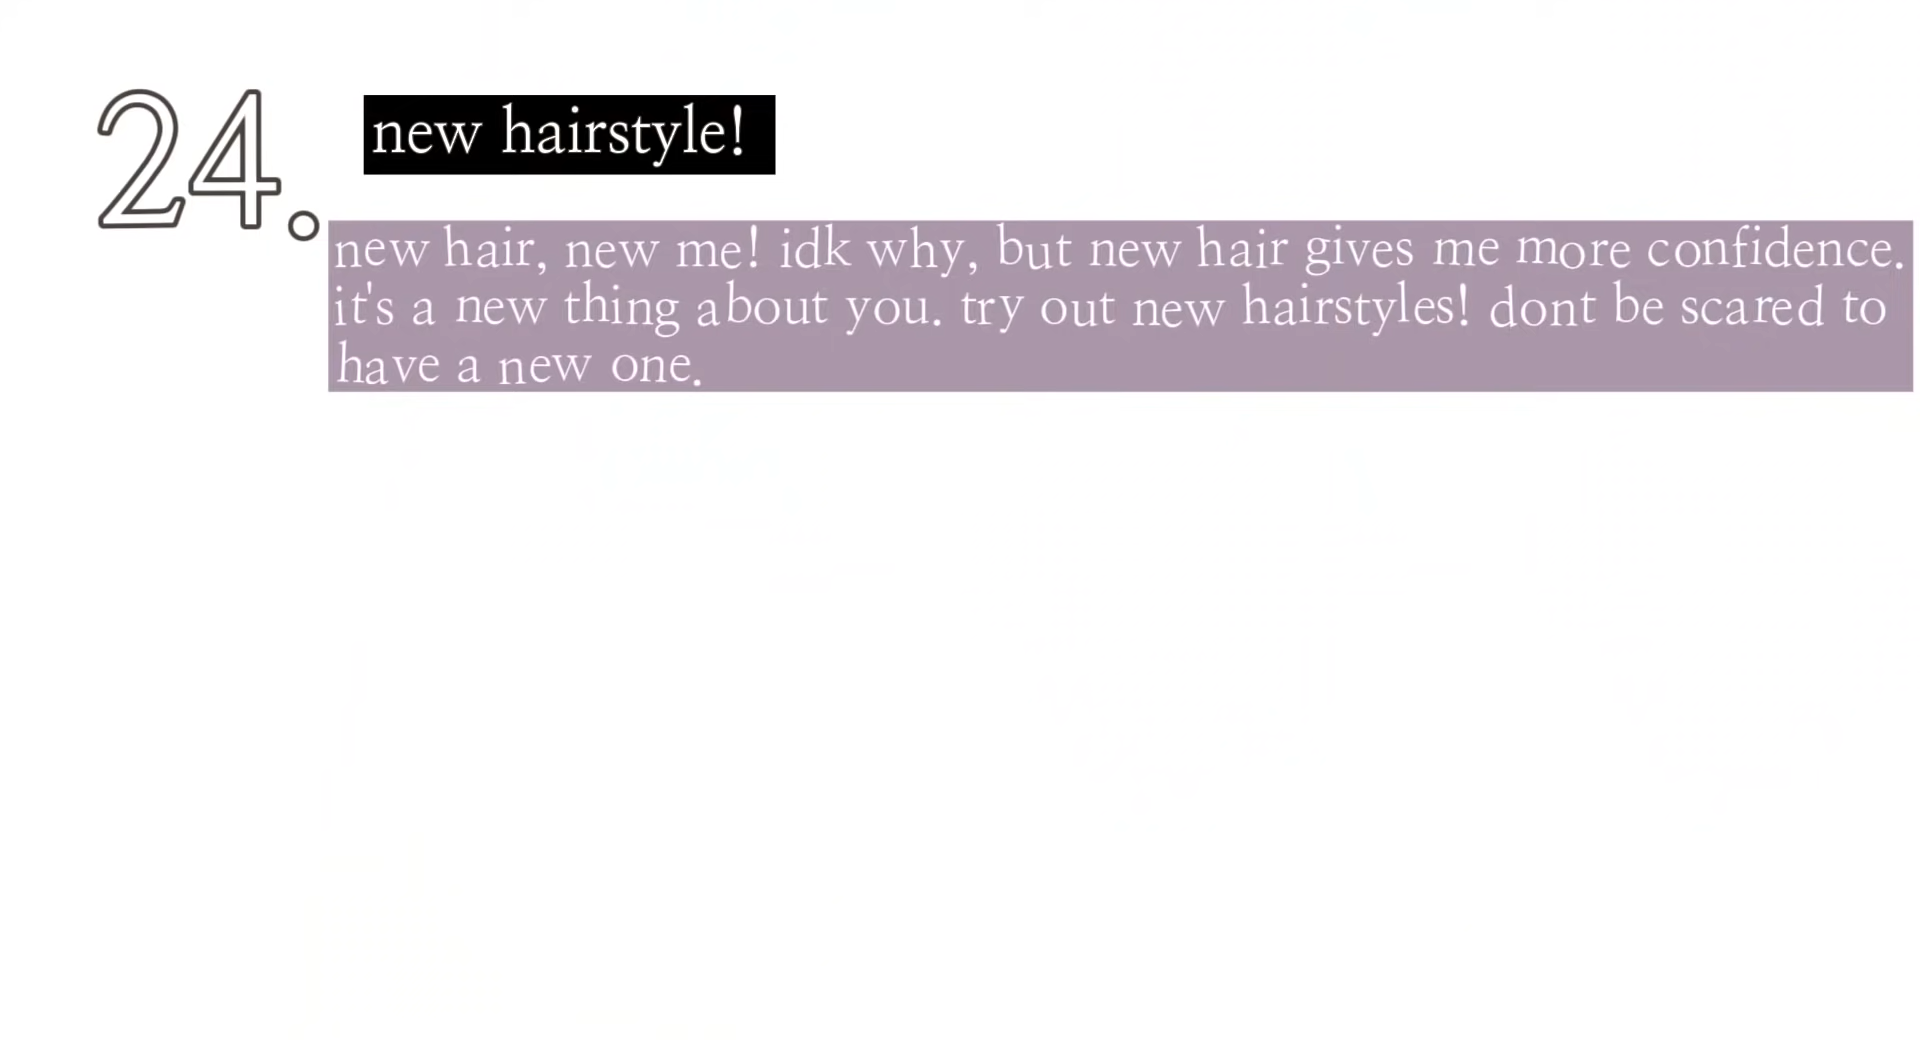 24.
new hairstyle!
new hair, new me! idk why, but new hair gives me more confidence.
it's a new thing about you. try out new hairstyles! dont be scared to
have a new one.